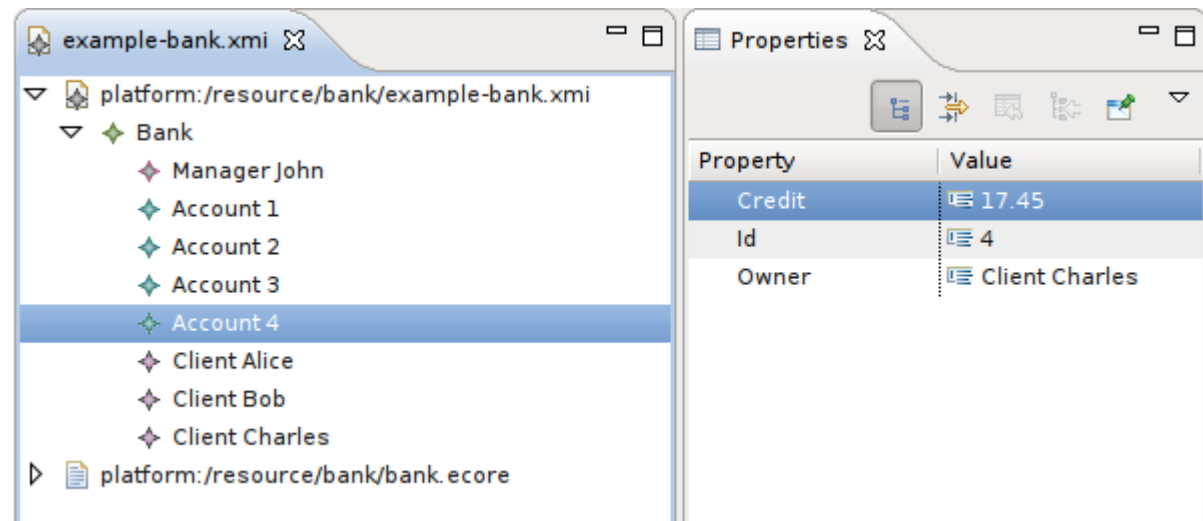 example-bank.xmi
platform:/resource/bank/example-bank.xmi
Bank
Manager John
Account 1
Account 2
Account 3
Account 4
Client Alice
Client Bob
Client Charles
platform:/resource/bank/bank.ecore
Properties
Property Value
Credit 17.45
Id 4
Owner Client Charles